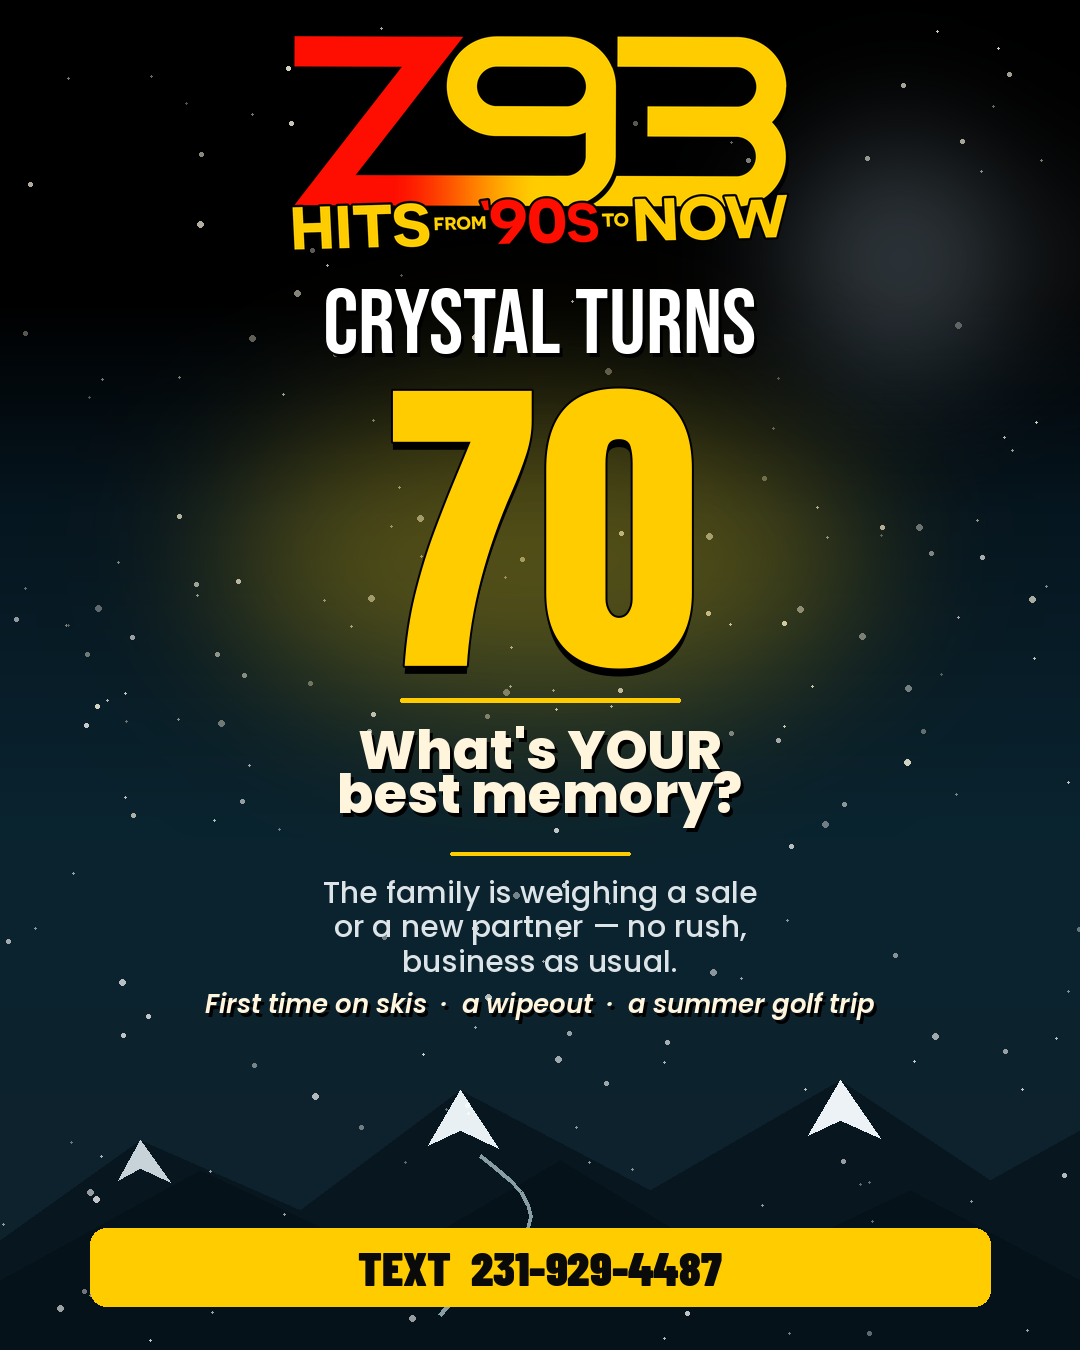 Z93
HITS FROM '90S TO NOW
CRYSTAL TURNS
70
What's YOUR
best memory?
The family is weighing a sale
or a new partner — no rush,
business as usual.
First time on skis · a wipeout · a summer golf trip
TEXT 231-929-4487